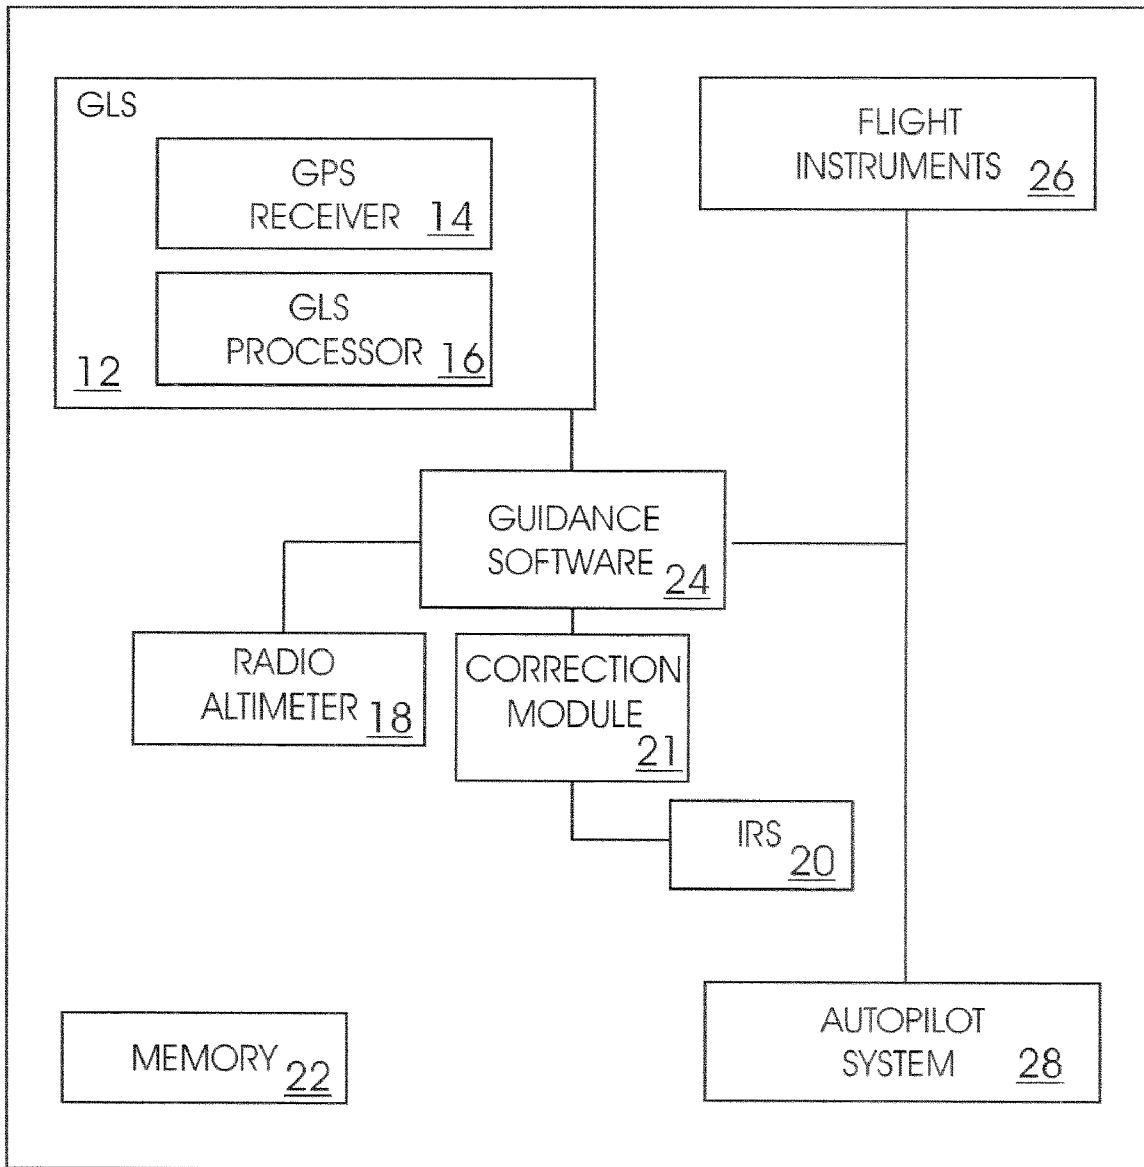 GLS
GPS
RECEIVER 14
GLS
PROCESSOR 16
12
FLIGHT
INSTRUMENTS 26
GUIDANCE
SOFTWARE 24
RADIO
ALTIMETER 18
CORRECTION
MODULE
21
IRS 20
MEMORY 22
AUTOPILOT
SYSTEM 28